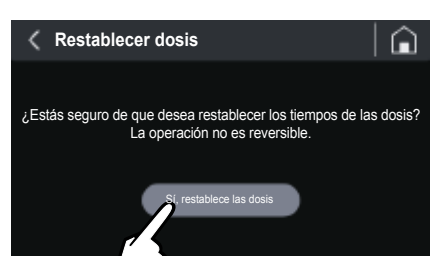 Restablecer dosis
¿Estás seguro de que desea restablecer los tiempos de las dosis?
La operación no es reversible.
Sí, restablece las dosis